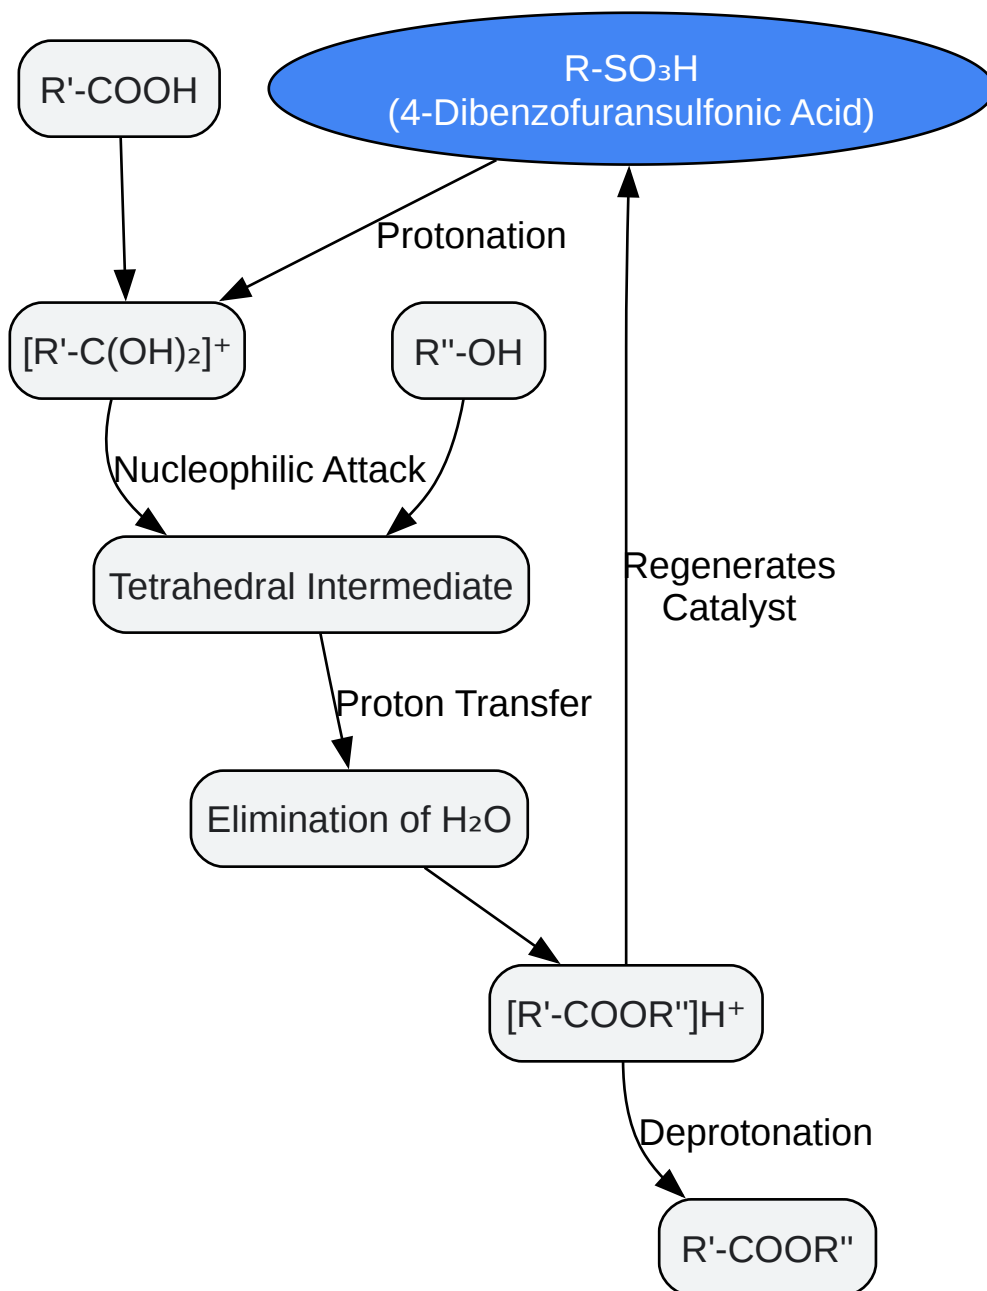 R'-COOH
R-SO₃H
(4-Dibenzofuransulfonic Acid)
Protonation
[R'-C(OH)₂]⁺
R''-OH
Nucleophilic Attack
Tetrahedral Intermediate
Regenerates
Catalyst
Proton Transfer
Elimination of H₂O
[R'-COOR'']H⁺
Deprotonation
R'-COOR''